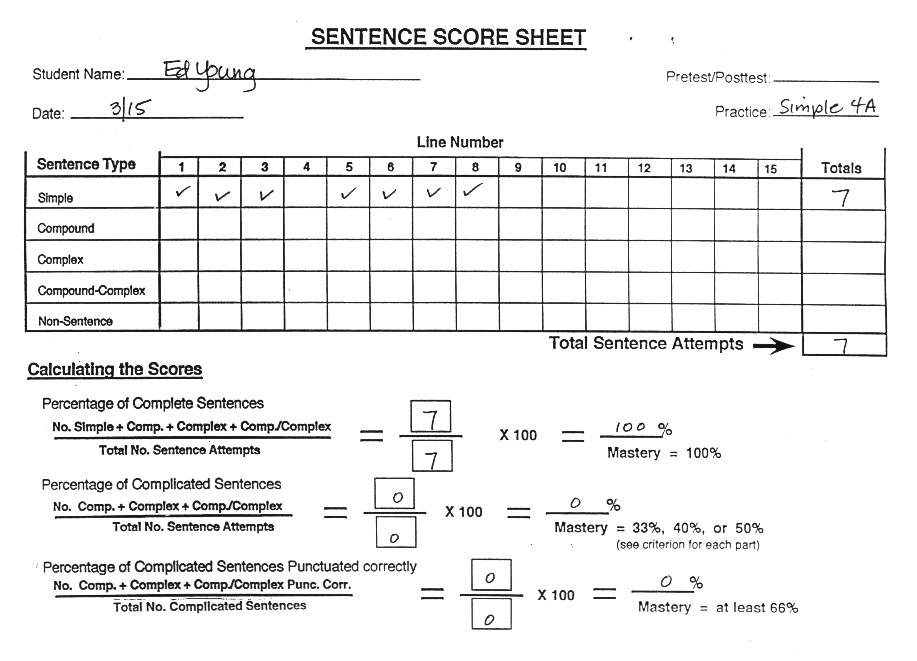 SENTENCE SCORE SHEET
Student Name: Ed Young Pretest/Posttest:
Date: 3/15 Practice: Simple 4A
Line Number
Sentence Type 1 2 3 4 5 6 7 8 9 10 11 12 13 14 15 Totals
Simple ✓ ✓ ✓ ✓ ✓ ✓ ✓ 7
Compound
Complex
Compound-Complex
Non-Sentence
Total Sentence Attempts → 7
Calculating the Scores
Percentage of Complete Sentences
No. Simple + Comp. + Complex + Comp./Complex = 7 X 100 = 100 %
Total No. Sentence Attempts 7 Mastery = 100%
Percentage of Complicated Sentences
No. Comp. + Complex + Comp./Complex = 0 X 100 = 0 %
Total No. Sentence Attempts 0 Mastery = 33%, 40%, or 50%
(see criterion for each part)
Percentage of Complicated Sentences Punctuated correctly
No. Comp. + Complex + Comp./Complex Punc. Corr. = 0 X 100 = 0 %
Total No. Complicated Sentences 0 Mastery = at least 66%